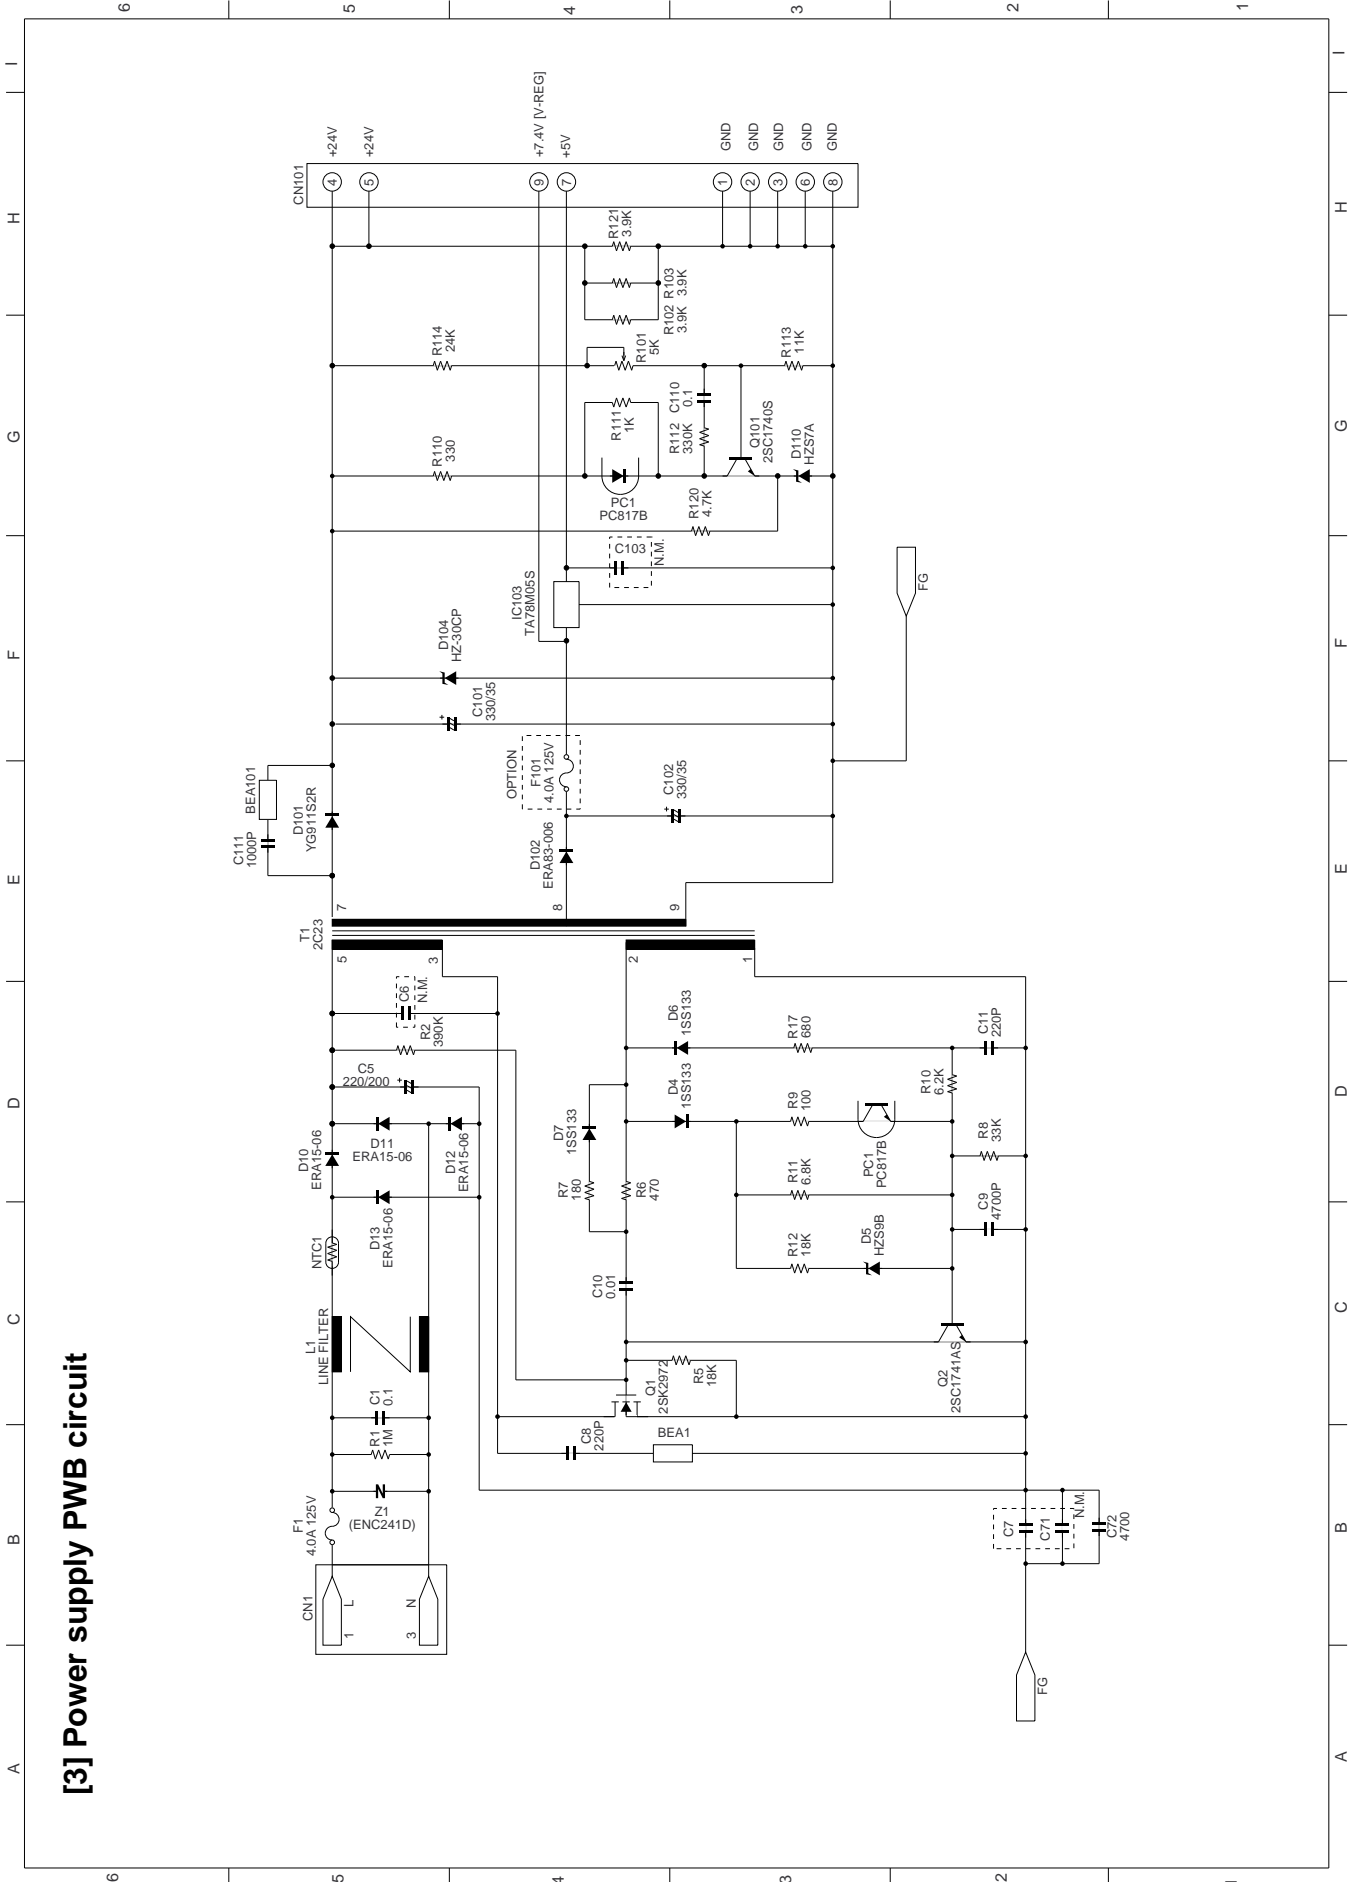 [3] Power supply PWB circuit
6
5
4
3
2
1
I
H
G
F
E
D
C
B
A
CN101
4
+24V
5
+24V
9
+7.4V [V-REG]
7
+5V
1
GND
2
GND
3
GND
6
GND
8
GND
R121
3.9K
R103
3.9K
R102
3.9K
R114
24K
R101
5K
R113
11K
R110
330
R111
1K
C110
0.1
R112
330K
Q101
2SC1740S
D110
HZS7A
PC1
PC817B
R120
4.7K
C103
N.M.
IC103
TA78M05S
FG
D104
HZ-30CP
C101
330/35
OPTION
F101
4.0A 125V
C102
330/35
BEA101
C111
1000P
D101
YG911S2R
D102
ERA83-006
T1
2C23
7
8
9
5
3
2
1
C6
N.M.
R2
390K
C5
220/200
D10
ERA15-06
D11
ERA15-06
D12
ERA15-06
D13
ERA15-06
NTC1
L1
LINE FILTER
C1
0.1
R1
1M
Z1
(ENC241D)
F1
4.0A 125V
CN1
1
L
3
N
D7
1SS133
R7
180
R6
470
C10
0.01
D6
1SS133
D4
1SS133
R17
680
R9
100
R11
6.8K
R12
18K
PC1
PC817B
D5
HZS9B
C11
220P
R10
6.2K
R8
33K
C9
4700P
Q2
2SC1741AS
Q1
2SK2972
R5
18K
C8
220P
BEA1
C7
C71
N.M.
C72
4700
FG
A
B
C
D
E
F
G
H
I
6
5
4
3
2
1